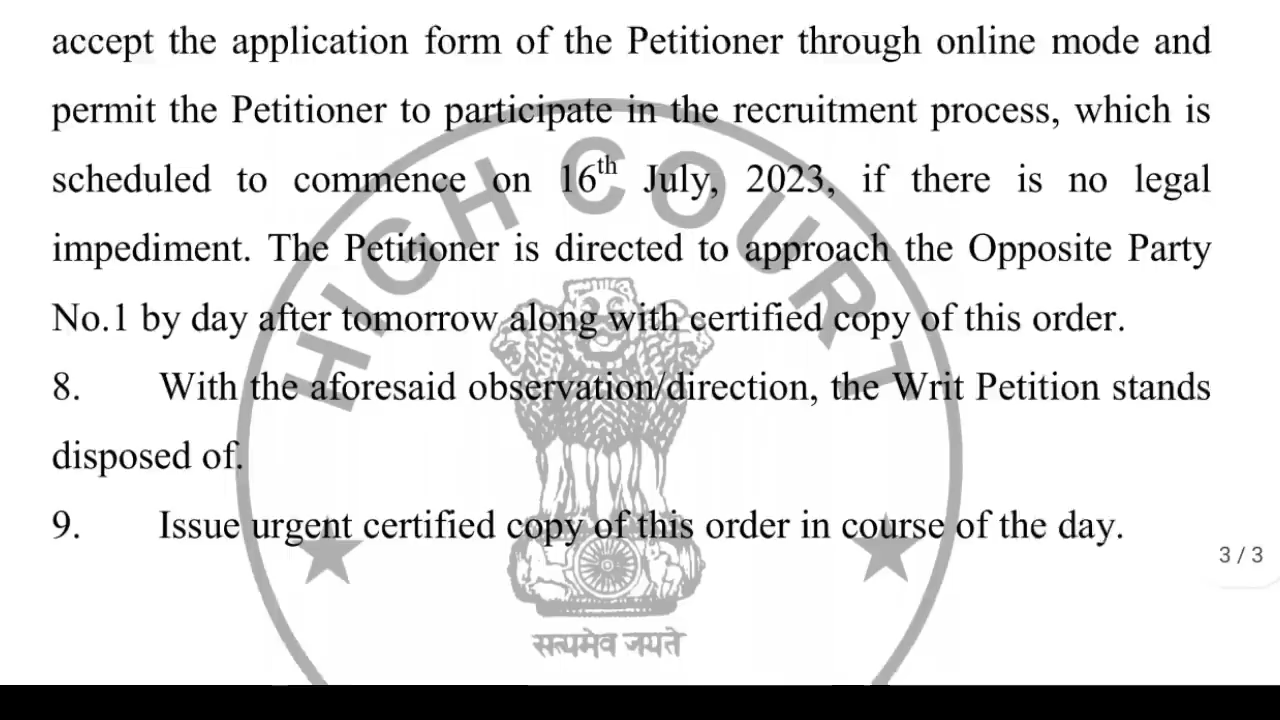 accept the application form of the Petitioner through online mode and
permit the Petitioner to participate in the recruitment process, which is
scheduled to commence on 16th July, 2023, if there is no legal
impediment. The Petitioner is directed to approach the Opposite Party
No.1 by day after tomorrow along with certified copy of this order.
8. With the aforesaid observation/direction, the Writ Petition stands
disposed of.
9. Issue urgent certified copy of this order in course of the day.
3 / 3
HIGH COURT
सत्यमेव जयते